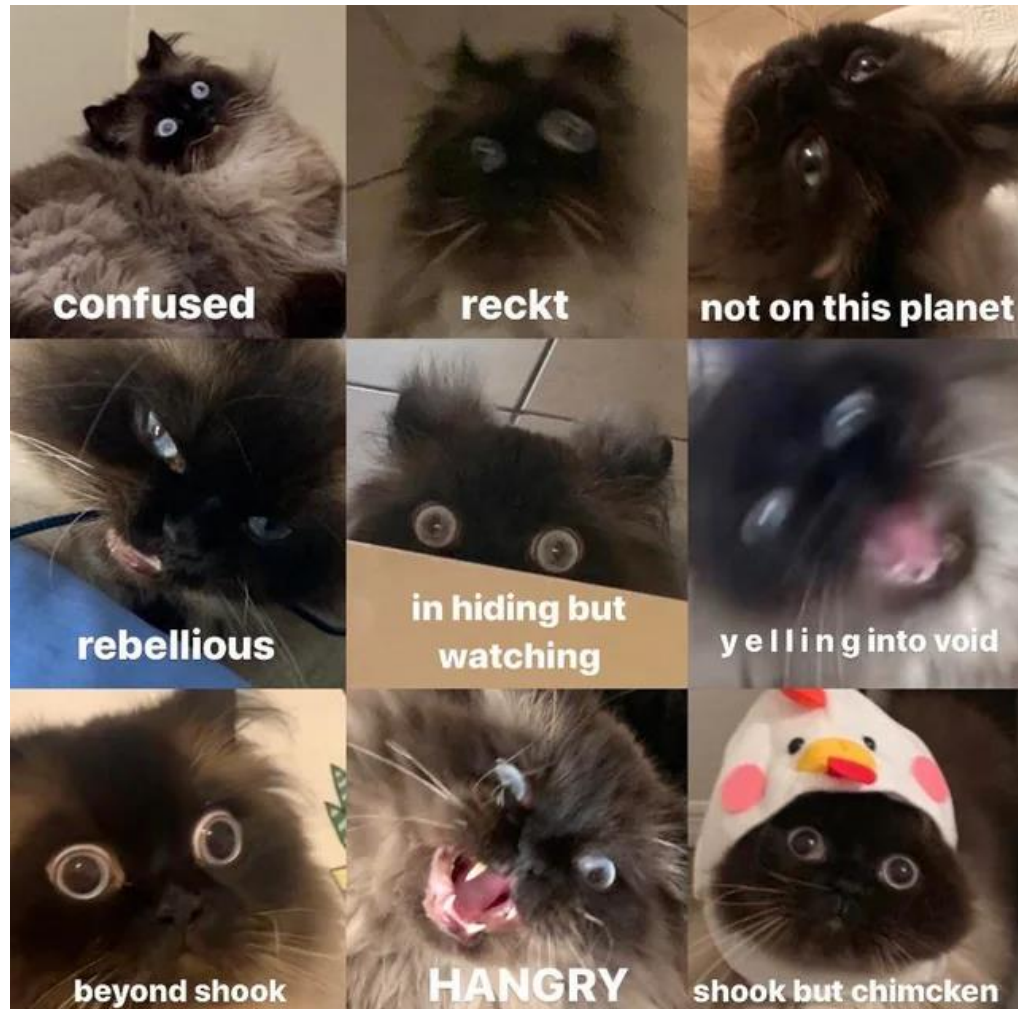 confused
reckt
not on this planet
rebellious
in hiding but
watching
y e l l i n g into void
beyond shook
HANGRY
shook but chimcken